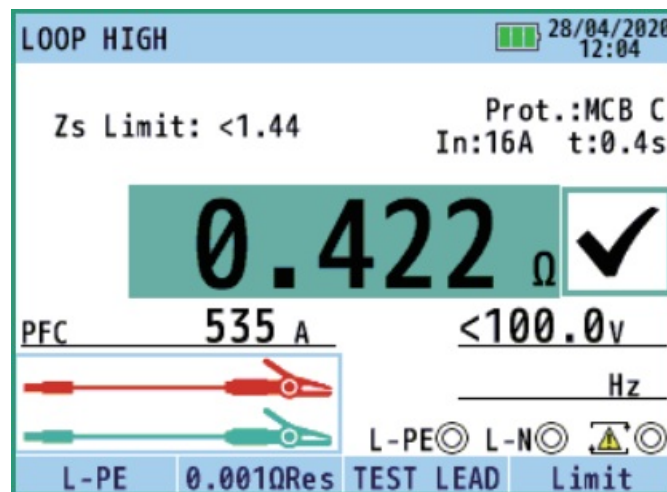 LOOP HIGH
28/04/2020
12:04
Zs Limit: <1.44
Prot.:MCB C
In:16A t:0.4s
0.422 Ω
PFC 535 A
<100.0V
Hz
L-PE L-N
L-PE 0.001ΩRes TEST LEAD Limit